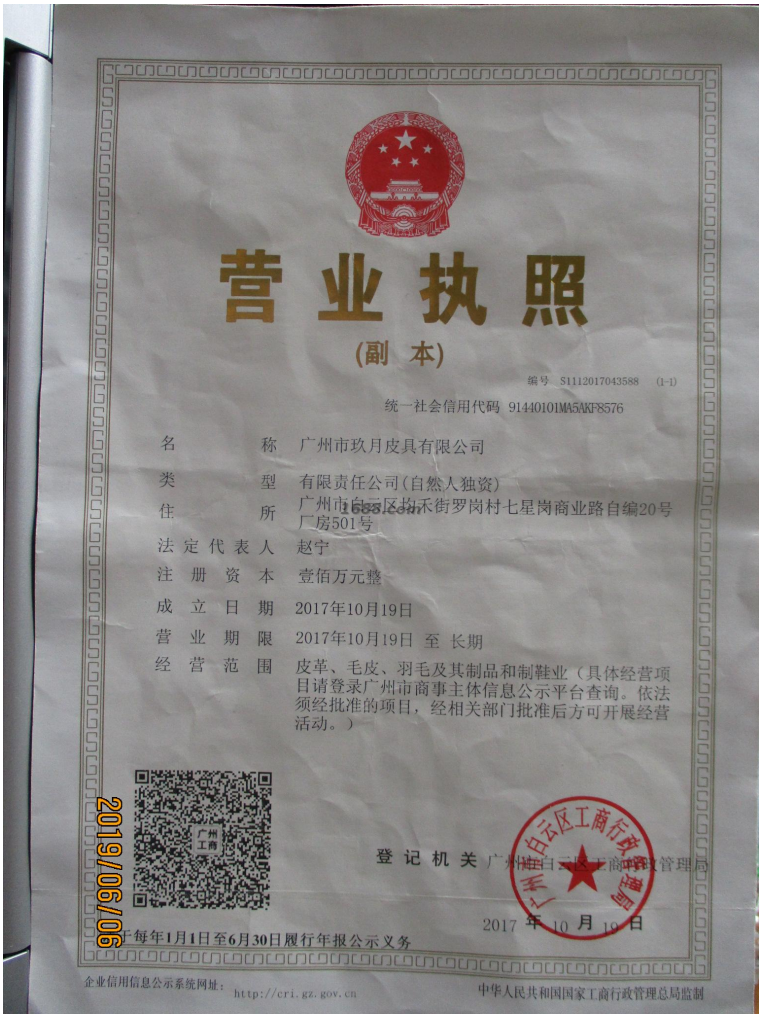 营业执照
(副 本)
编号 S1112017043588 (1-1)
统一社会信用代码 91440101MA5AKF8576
名 称 广州市玖月皮具有限公司
类 型 有限责任公司(自然人独资)
住 所 广州市白云区均禾街罗岗村七星岗商业路自编20号
厂房501号
1688.com
法定代表人 赵宁
注册资本 壹佰万元整
成立日期 2017年10月19日
营业期限 2017年10月19日 至 长期
经营范围 皮革、毛皮、羽毛及其制品和制鞋业（具体经营项
目请登录广州市商事主体信息公示平台查询。依法
须经批准的项目，经相关部门批准后方可开展经营
活动。）
广州
工商
2019/06/06
登记机关 广州市白云区工商行政管理局
广州市白云区工商行政管理局
2017 年 10 月 19 日
于每年1月1日至6月30日履行年报公示义务
企业信用信息公示系统网址： http://cri.gz.gov.cn
中华人民共和国国家工商行政管理总局监制